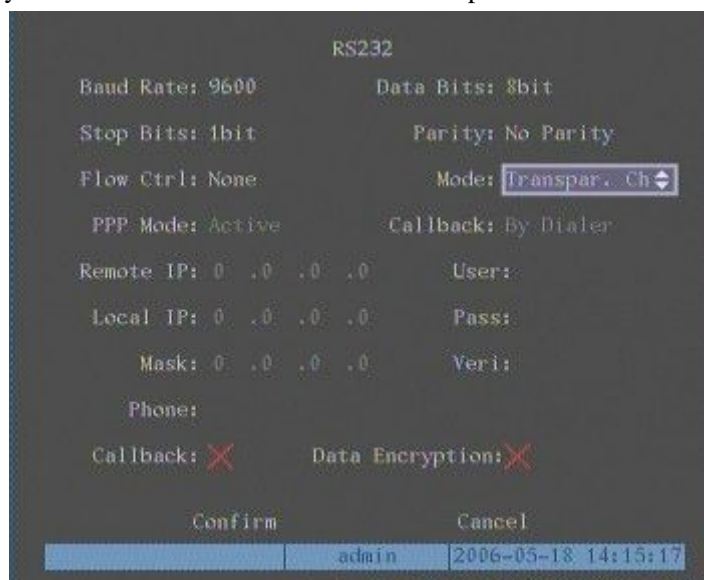 RS232
Baud Rate: 9600 Data Bits: 8bit
Stop Bits: 1bit Parity: No Parity
Flow Ctrl: None Mode: Transpar. Ch
PPP Mode: Active Callback: By Dialer
Remote IP: 0 .0 .0 .0 User:
Local IP: 0 .0 .0 .0 Pass:
Mask: 0 .0 .0 .0 Veri:
Phone:
Callback: Data Encryption:
Confirm Cancel
admin 2006-05-18 14:15:17